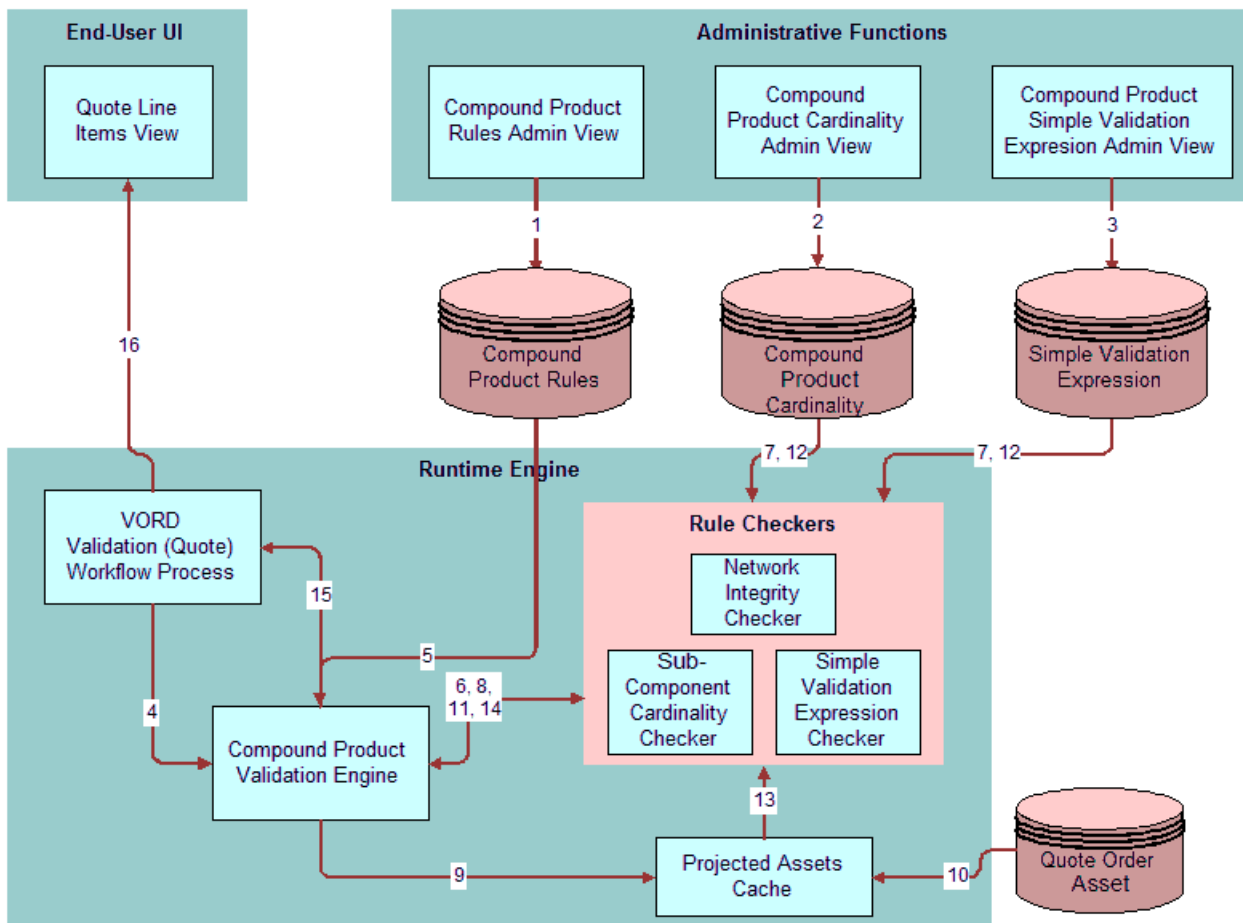 End-User UI
Quote Line
Items View
Administrative Functions
Compound Product
Rules Admin View
Compound
Product Cardinality
Admin View
Compound Product
Simple Validation
Expresion Admin View
1
2
3
Compound
Product Rules
Compound
Product
Cardinality
Simple Validation
Expression
16
7, 12
7, 12
Runtime Engine
VORD
Validation (Quote)
Workflow Process
15
5
4
6, 8,
11, 14
Compound Product
Validation Engine
Rule Checkers
Network
Integrity
Checker
Sub-
Component
Cardinality
Checker
Simple
Validation
Expression
Checker
13
9
Projected Assets
Cache
10
Quote Order
Asset